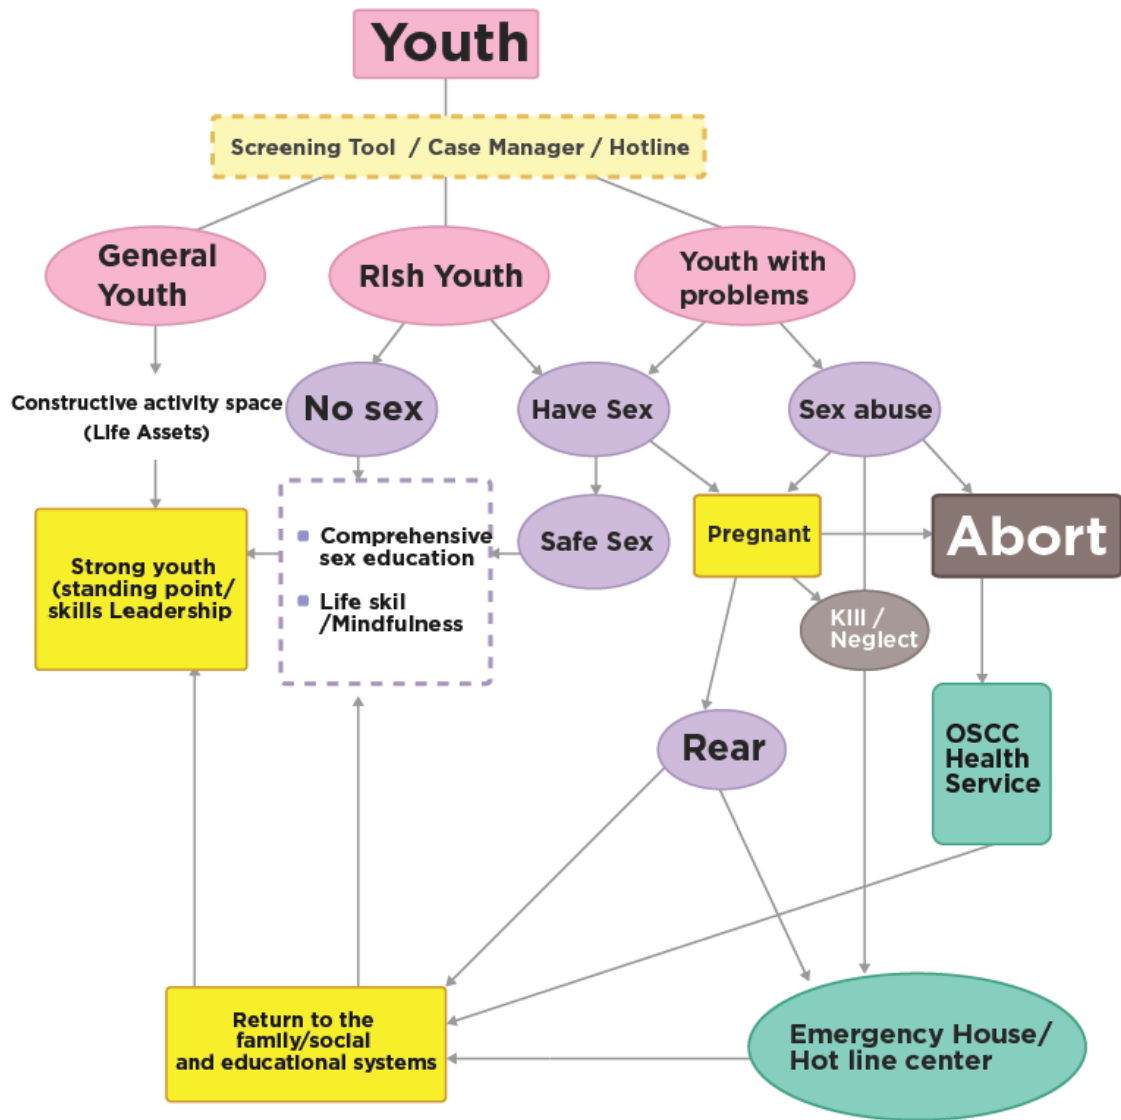 Youth
Screening Tool / Case Manager / Hotline
General
Youth
RIsh Youth
Youth with
problems
Constructive activity space
(Life Assets)
No sex
Have Sex
Sex abuse
Strong youth
(standing point/
skills Leadership
Comprehensive
sex education
Life skil
/Mindfulness
Safe Sex
Pregnant
Abort
KIll /
Neglect
Rear
OSCC
Health
Service
Return to the
family/social
and educational systems
Emergency House/
Hot line center